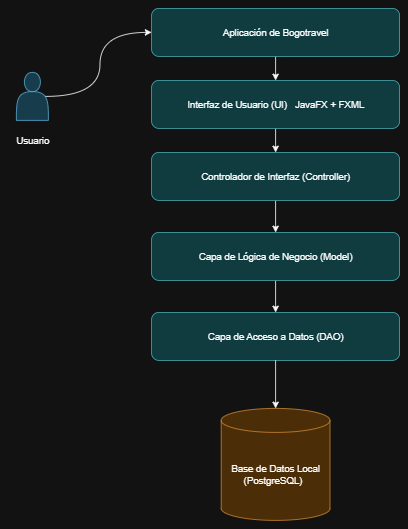 Aplicación de Bogotravel
Interfaz de Usuario (UI)   JavaFX + FXML
Usuario
Controlador de Interfaz (Controller)
Capa de Lógica de Negocio (Model)
Capa de Acceso a Datos (DAO)
Base de Datos Local
(PostgreSQL)